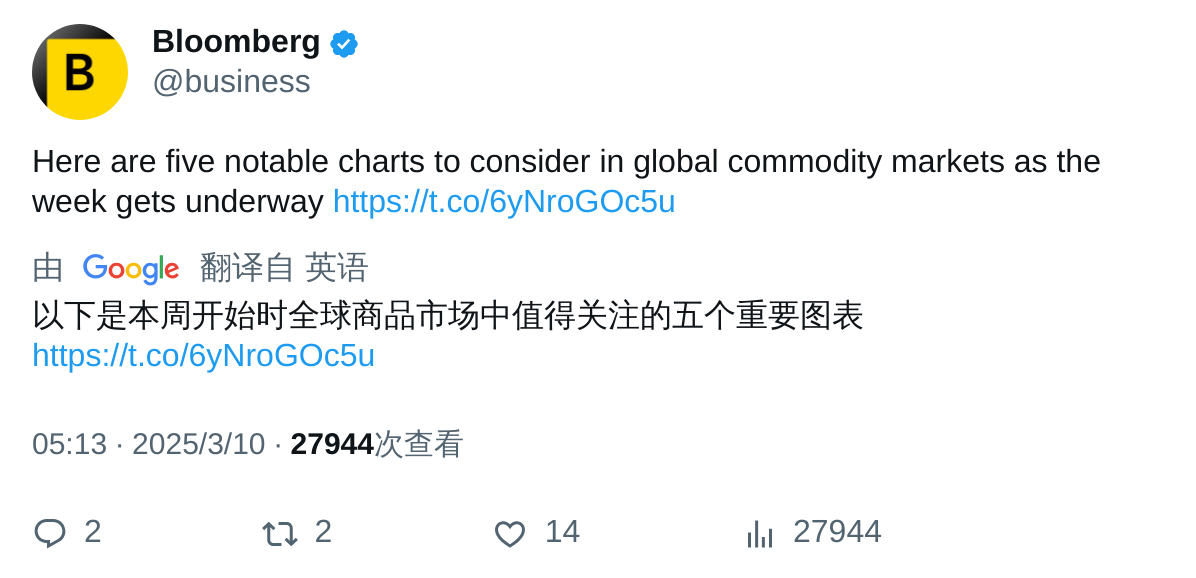 B
Bloomberg
@business
Here are five notable charts to consider in global commodity markets as the
week gets underway https://t.co/6yNroGOc5u
由 Google 翻译自 英语
以下是本周开始时全球商品市场中值得关注的五个重要图表
https://t.co/6yNroGOc5u
05:13 · 2025/3/10 · 27944次查看
2 2 14 27944